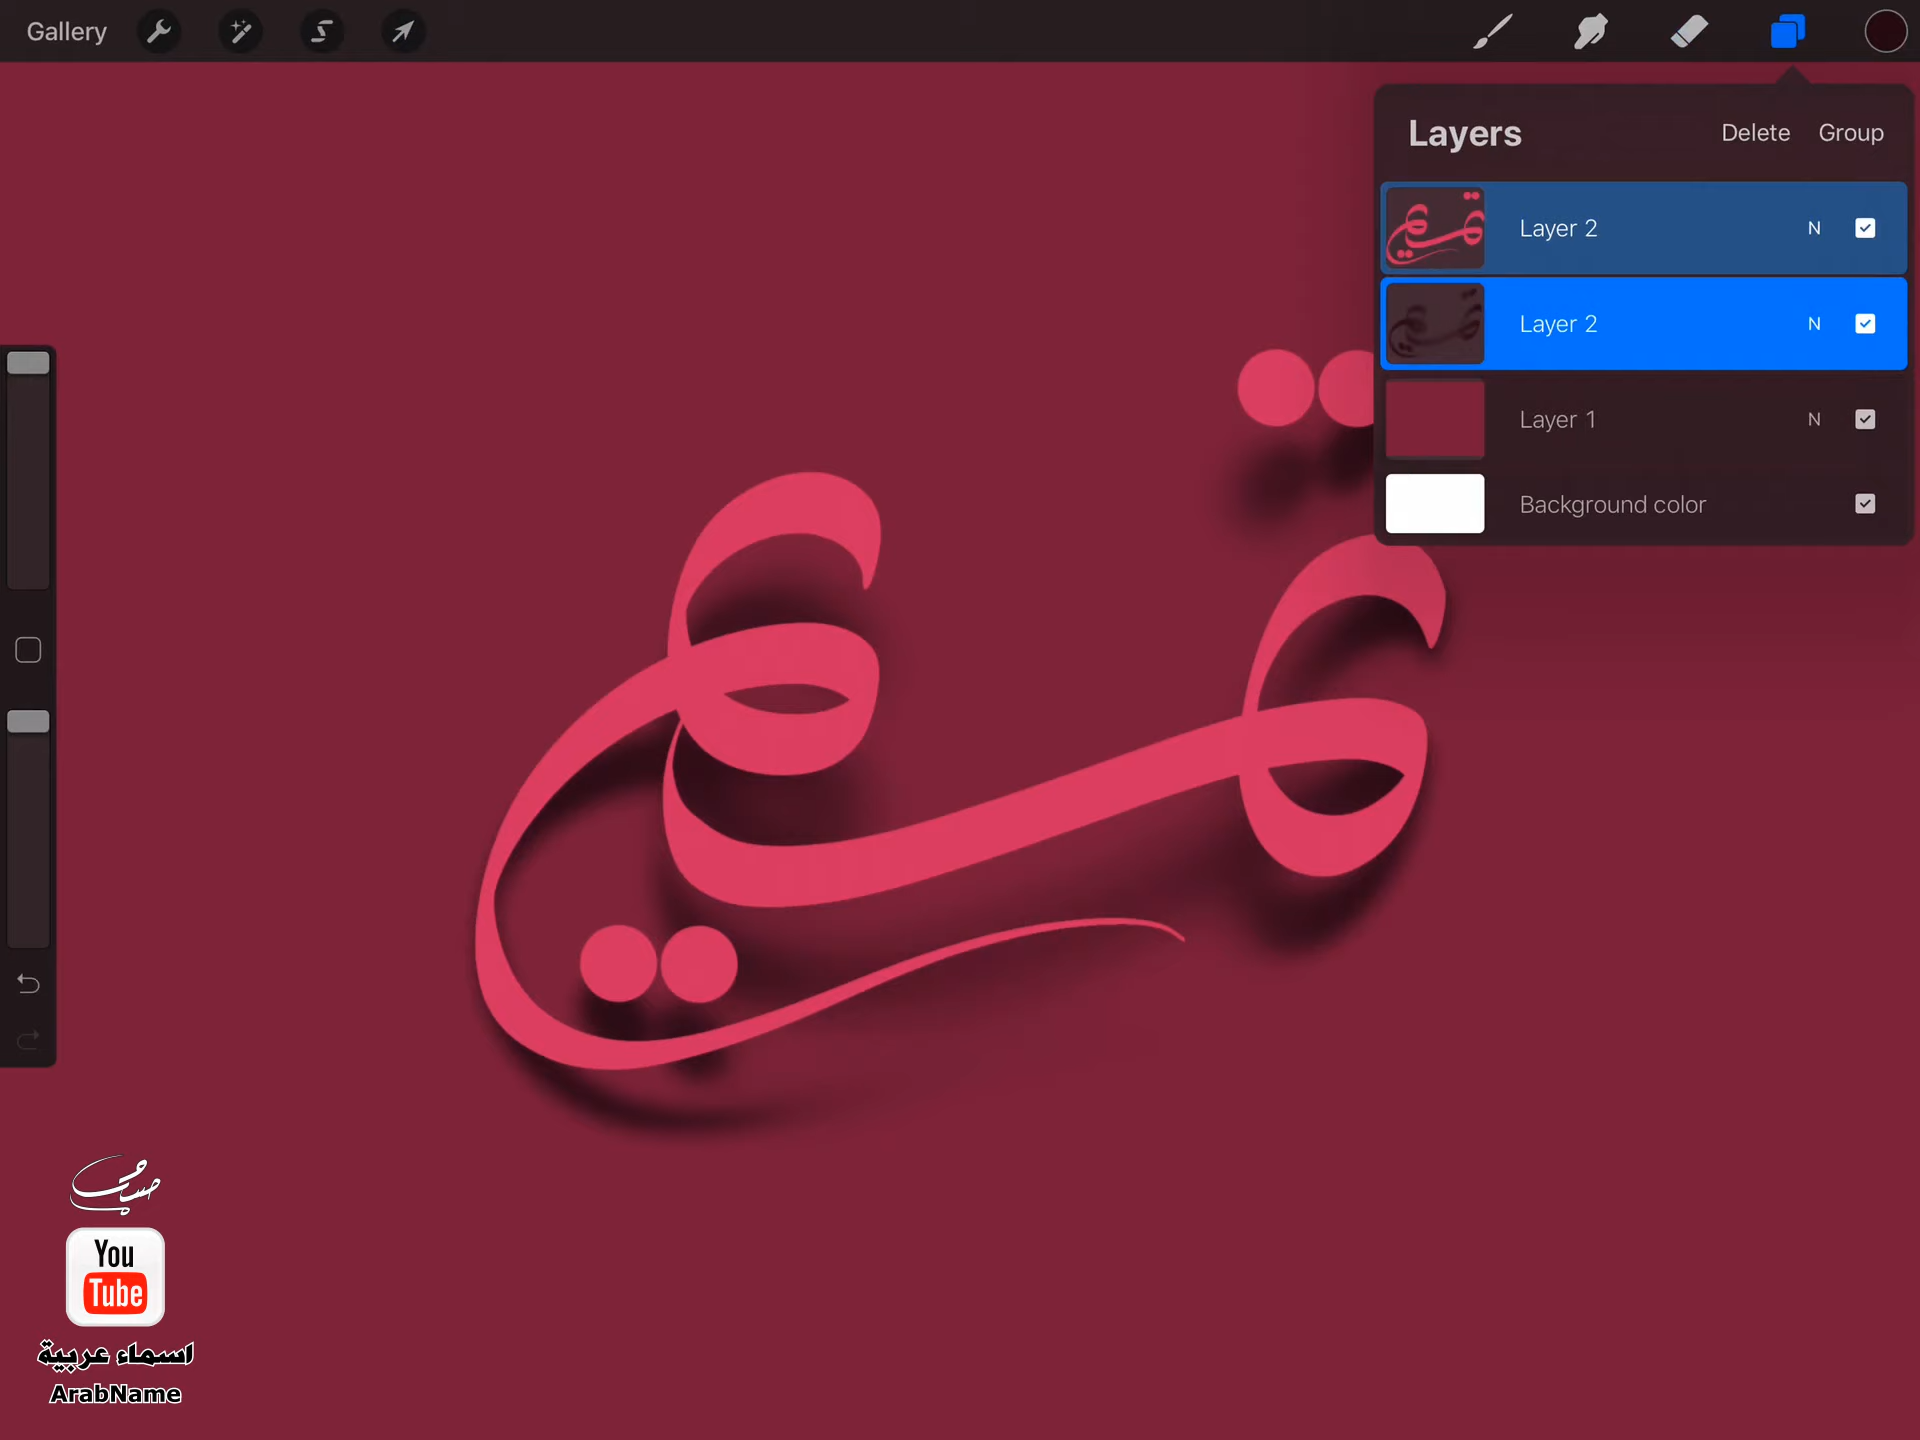 Gallery
Layers Delete Group
Layer 2 N
Layer 2 N
Layer 1 N
Background color
You
Tube
اسماء عربية
ArabName